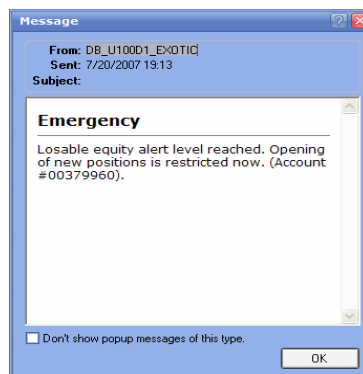 Message
From: DB_U100D1_EXOTIC
Sent: 7/20/2007 19:13
Subject:
Emergency
Losable equity alert level reached. Opening
of new positions is restricted now. (Account
#00379960).
Don't show popup messages of this type.
OK